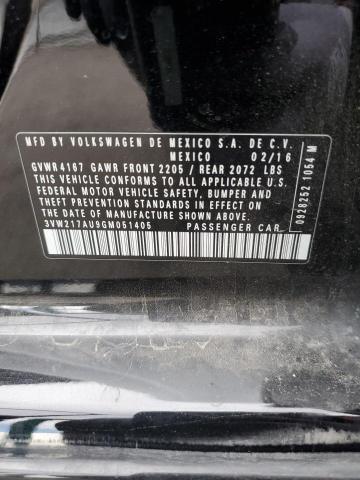 MFD BY VOLKSWAGEN DE MEXICO S.A. DE C.V.
MEXICO 02/16
GVWR 4167 GAWR FRONT 2205 / REAR 2072 LBS
THIS VEHICLE CONFORMS TO ALL APPLICABLE U.S.
FEDERAL MOTOR VEHICLE SAFETY, BUMPER AND
THEFT PREVENTION STANDARDS IN EFFECT ON THE
DATE OF MANUFACTURE SHOWN ABOVE
3VW217AU9GM051405 PASSENGER CAR
0928252 1054 M